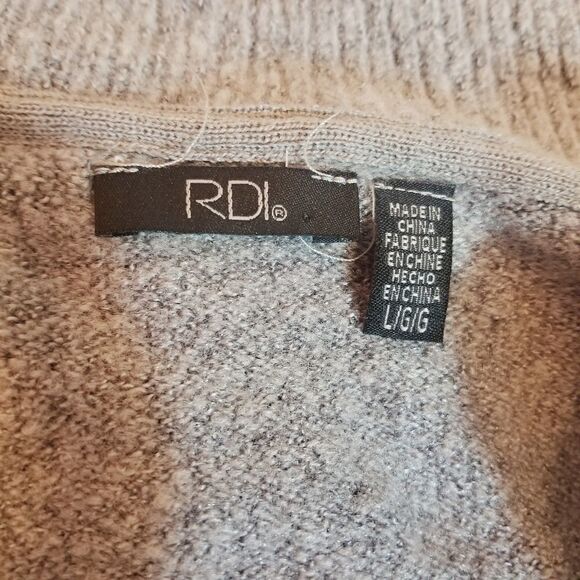 RDI®
MADE IN
CHINA
FABRIQUE
EN CHINE
HECHO
EN CHINA
L/G/G